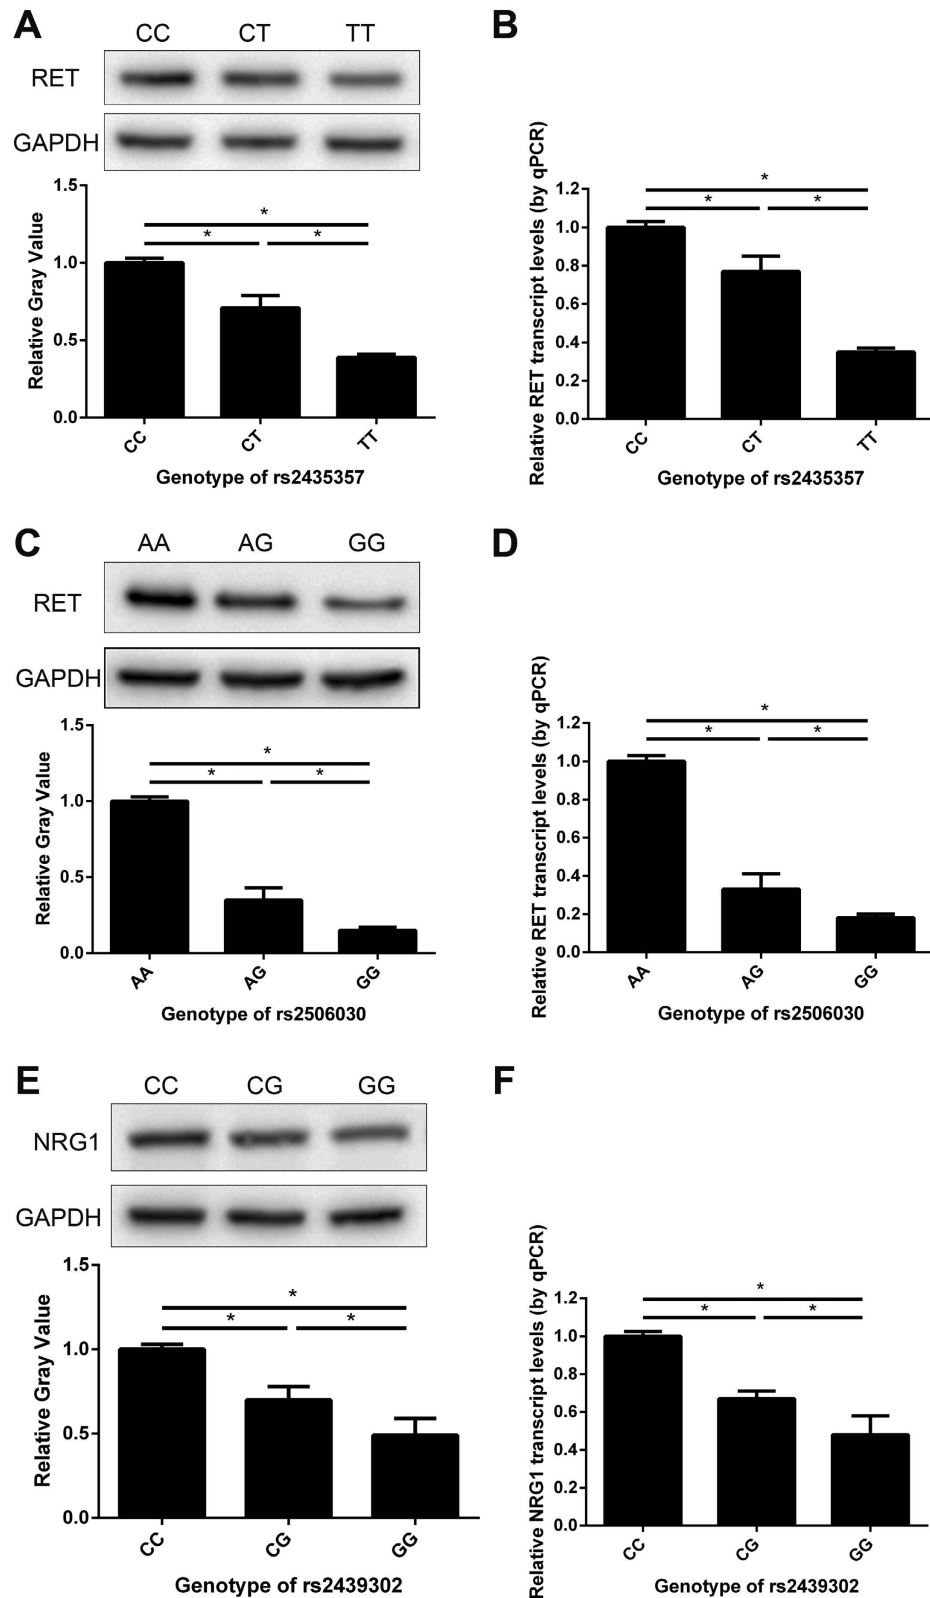 A
CC CT TT
RET
GAPDH
Relative Gray Value
1.5
1.0
0.5
0.0
*
* *
CC CT TT
Genotype of rs2435357
B
Relative RET transcript levels (by qPCR)
1.2
1.0
0.8
0.6
0.4
0.2
0.0
*
* *
CC CT TT
Genotype of rs2435357
C
AA AG GG
RET
GAPDH
Relative Gray Value
1.5
1.0
0.5
0.0
*
* *
AA AG GG
Genotype of rs2506030
D
Relative RET transcript levels (by qPCR)
1.2
1.0
0.8
0.6
0.4
0.2
0.0
*
* *
AA AG GG
Genotype of rs2506030
E
CC CG GG
NRG1
GAPDH
Relative Gray Value
1.5
1.0
0.5
0.0
*
* *
CC CG GG
Genotype of rs2439302
F
Relative NRG1 transcript levels (by qPCR)
1.2
1.0
0.8
0.6
0.4
0.2
0.0
*
* *
CC CG GG
Genotype of rs2439302